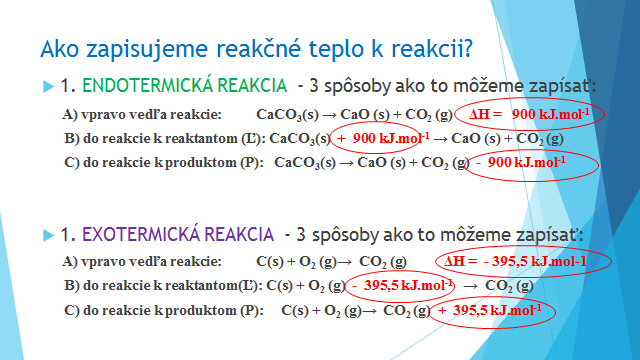 Ako zapisujeme reakčné teplo k reakcii?
1. ENDOTERMICKÁ REAKCIA - 3 spôsoby ako to môžeme zapísať:
A) vpravo vedľa reakcie: CaCO₃(s) → CaO (s) + CO₂ (g) ΔH = 900 kJ.mol⁻¹
B) do reakcie k reaktantom (Ľ): CaCO₃(s) + 900 kJ.mol⁻¹ → CaO (s) + CO₂ (g)
C) do reakcie k produktom (P): CaCO₃(s) → CaO (s) + CO₂ (g) - 900 kJ.mol⁻¹
1. EXOTERMICKÁ REAKCIA - 3 spôsoby ako to môžeme zapísať:
A) vpravo vedľa reakcie: C(s) + O₂ (g)→ CO₂ (g) ΔH = - 395,5 kJ.mol-1
B) do reakcie k reaktantom(Ľ): C(s) + O₂ (g) - 395,5 kJ.mol⁻¹ → CO₂ (g)
C) do reakcie k produktom (P): C(s) + O₂ (g)→ CO₂ (g) + 395,5 kJ.mol⁻¹